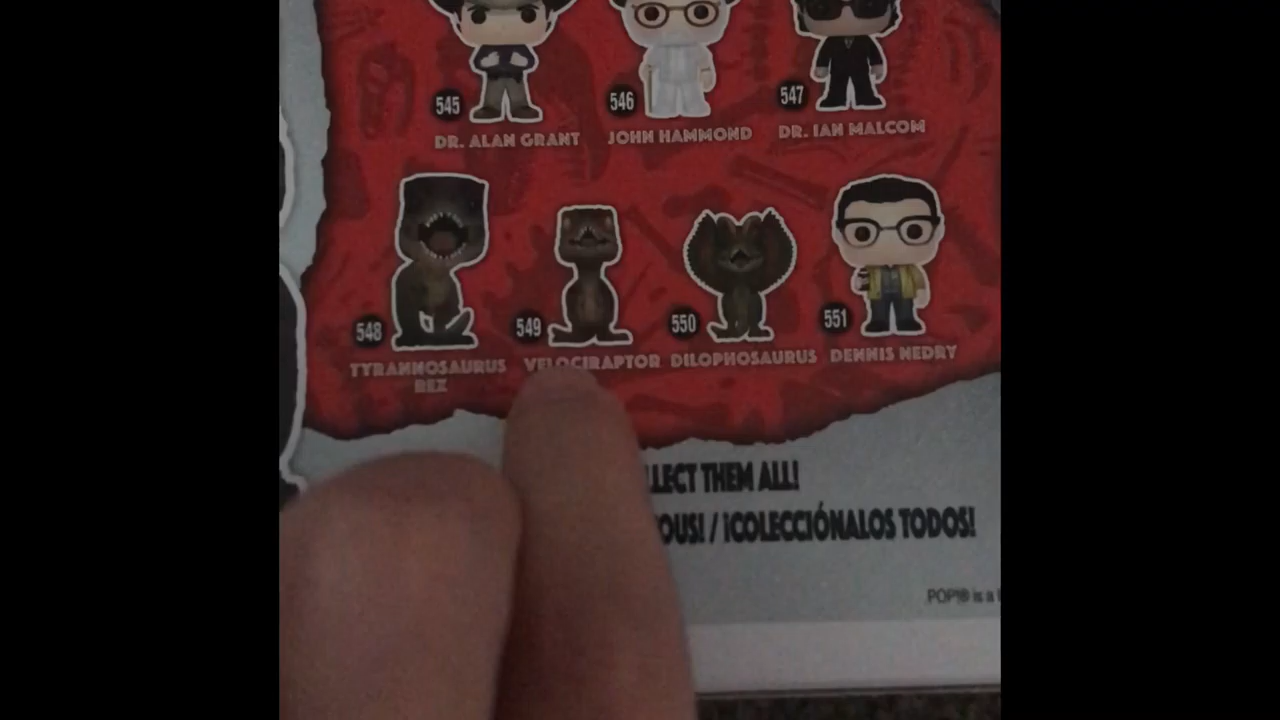 545
546
547
DR. ALAN GRANT
JOHN HAMMOND
DR. IAN MALCOM
548
549
550
551
TYRANNOSAURUS REX
VELOCIRAPTOR
DILOPHOSAURUS
DENNIS NEDRY
LLECT THEM ALL!
OUS! / ¡COLECCIÓNALOS TODOS!
POP!® is a